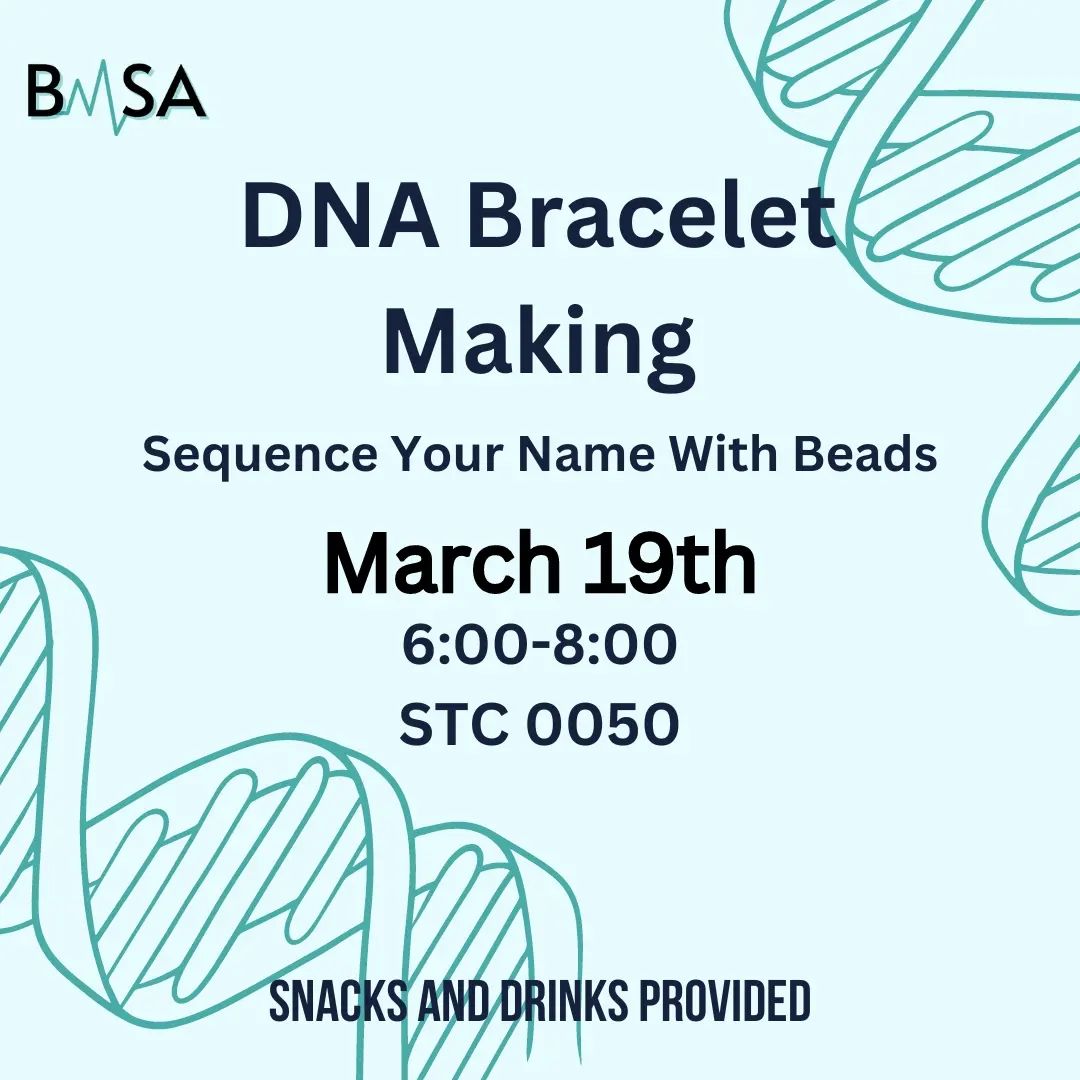 BMSA
DNA Bracelet
Making
Sequence Your Name With Beads
March 19th
6:00-8:00
STC 0050
SNACKS AND DRINKS PROVIDED